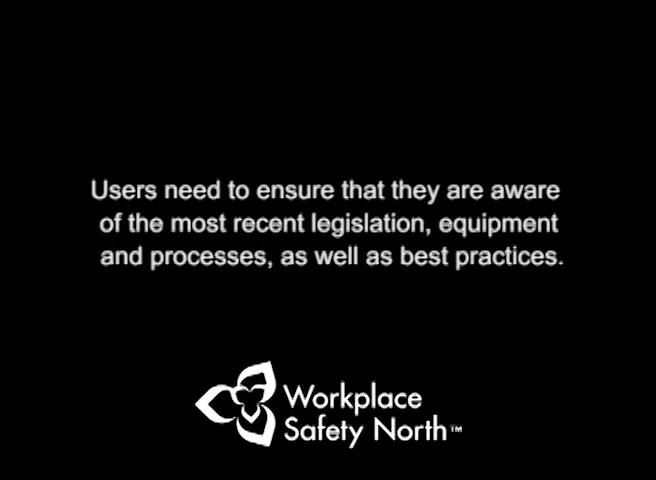 Users need to ensure that they are aware
of the most recent legislation, equipment
and processes, as well as best practices.
Workplace
Safety North™